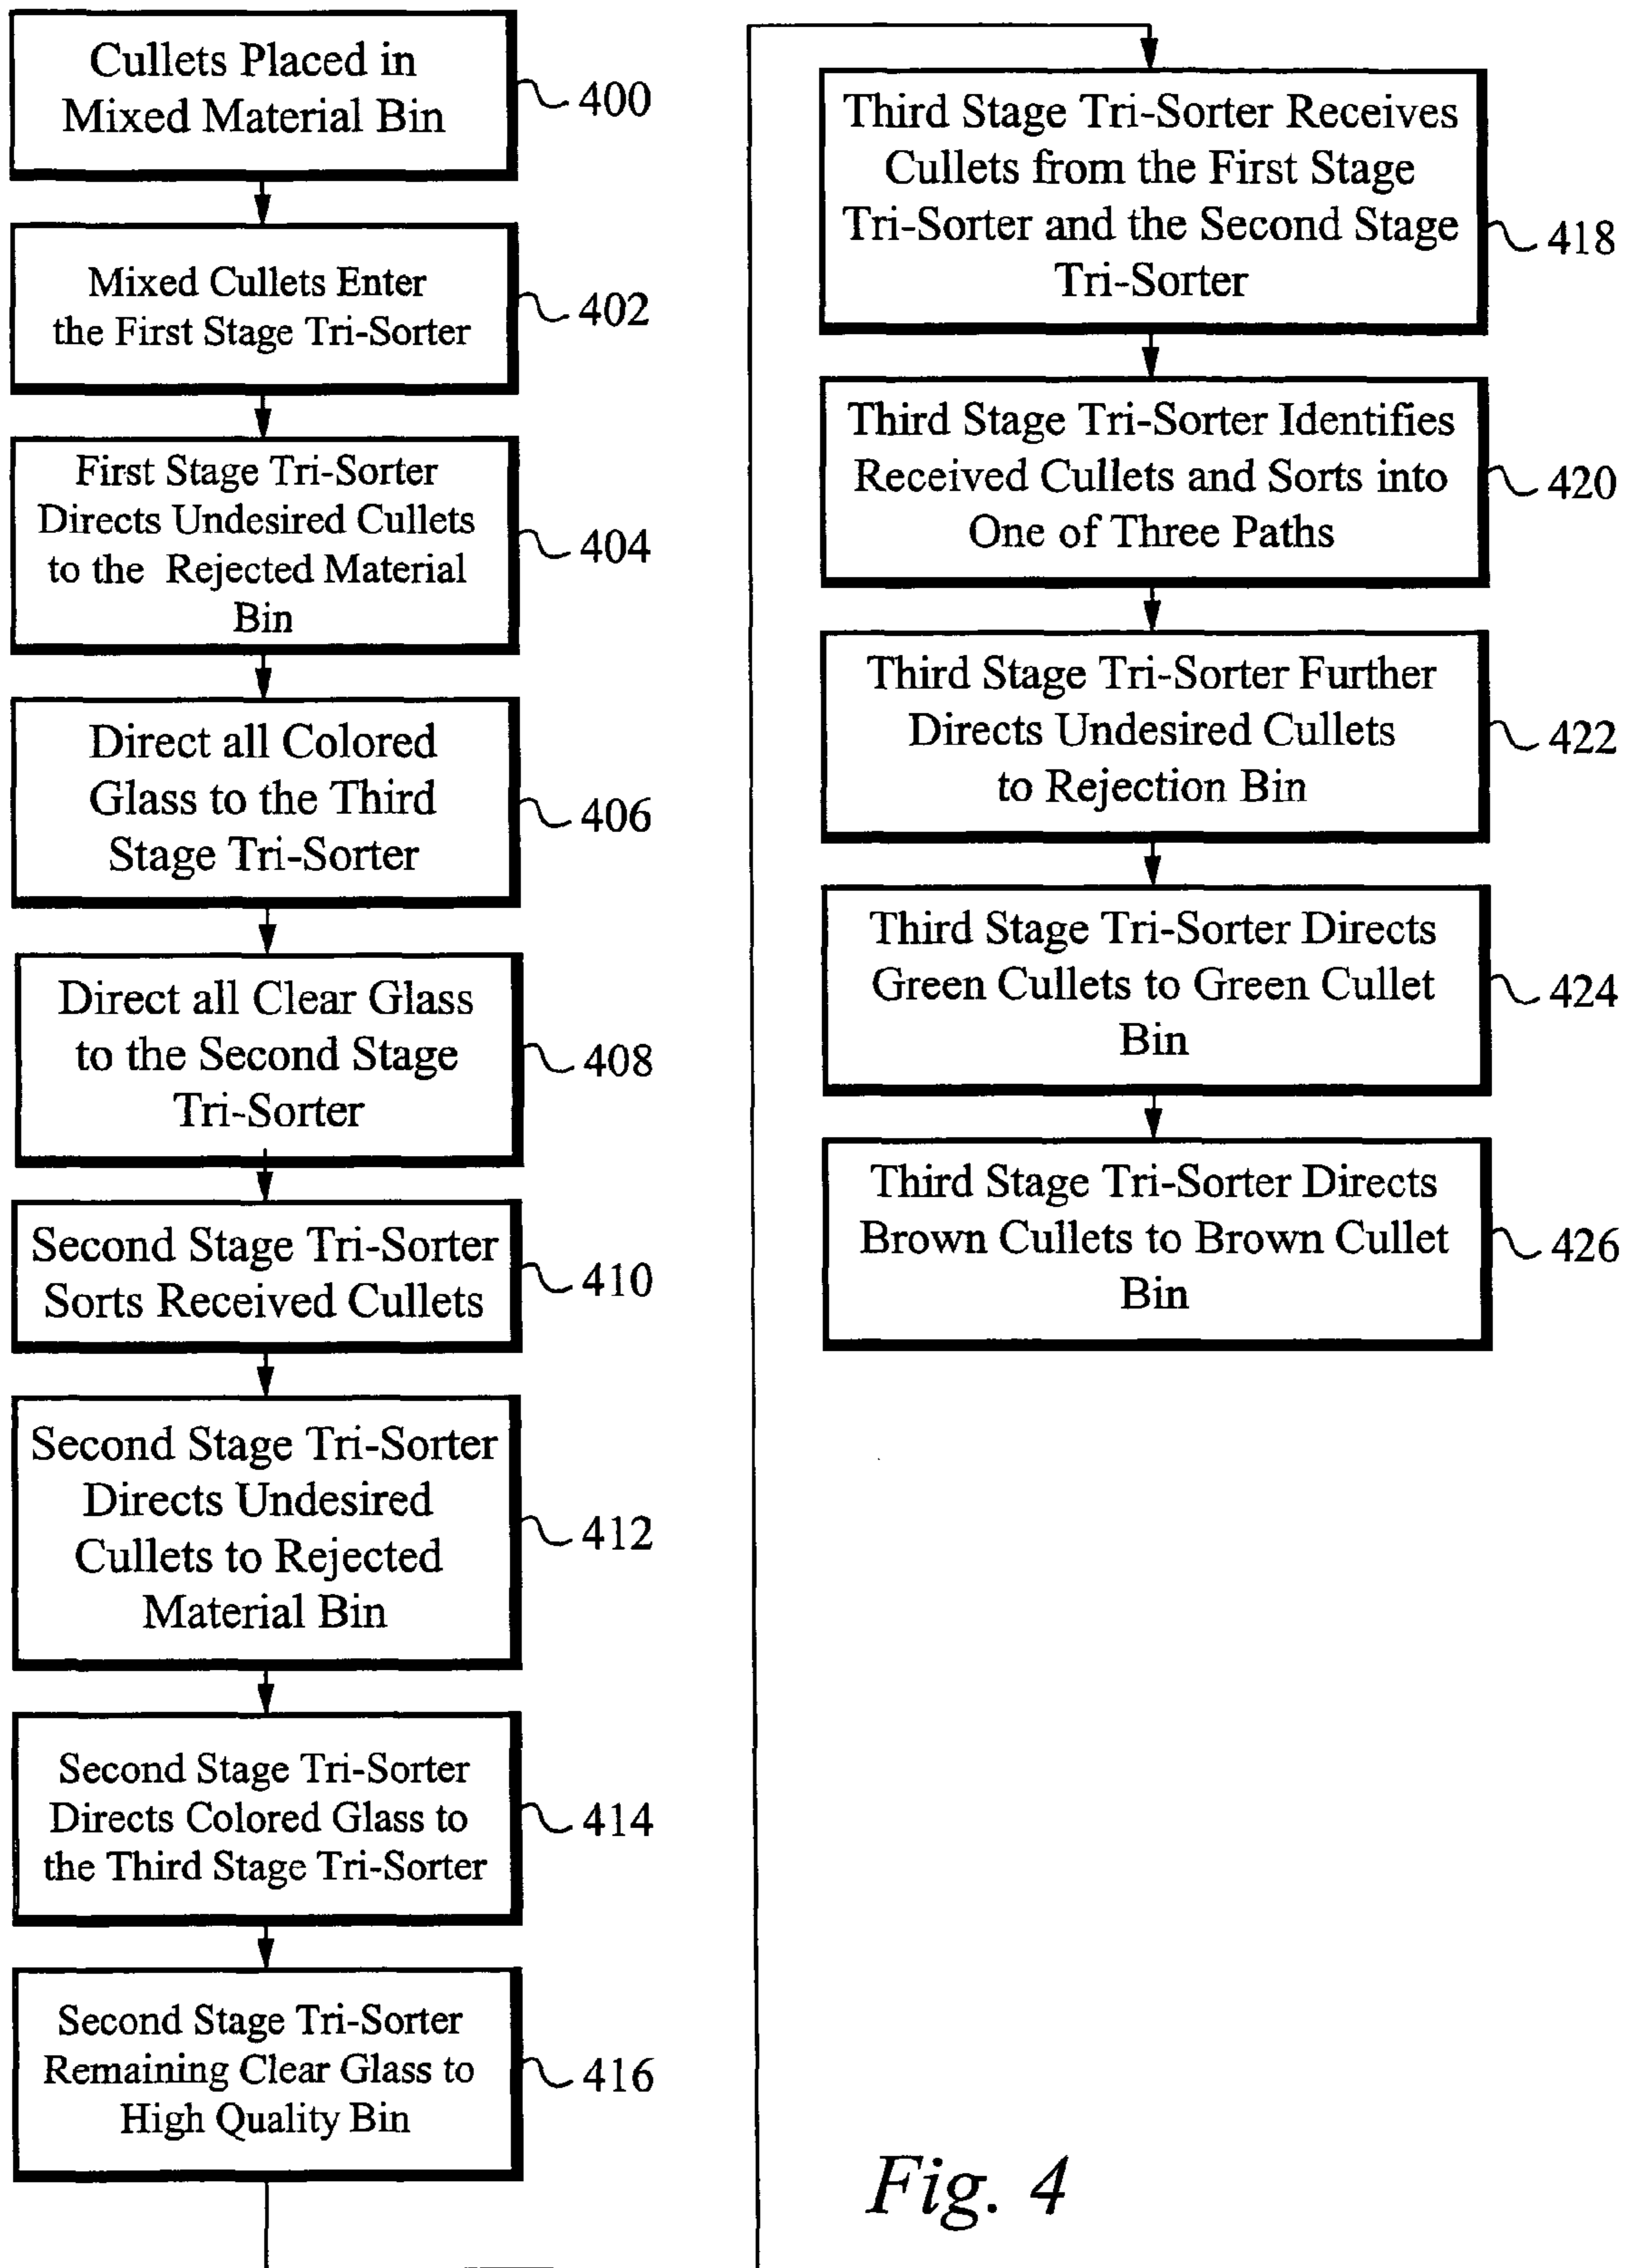 Cullets Placed in
Mixed Material Bin
400
Mixed Cullets Enter
the First Stage Tri-Sorter
402
First Stage Tri-Sorter
Directs Undesired Cullets
to the Rejected Material
Bin
404
Direct all Colored
Glass to the Third
Stage Tri-Sorter
406
Direct all Clear Glass
to the Second Stage
Tri-Sorter
408
Second Stage Tri-Sorter
Sorts Received Cullets
410
Second Stage Tri-Sorter
Directs Undesired
Cullets to Rejected
Material Bin
412
Second Stage Tri-Sorter
Directs Colored Glass to
the Third Stage Tri-Sorter
414
Second Stage Tri-Sorter
Remaining Clear Glass to
High Quality Bin
416
Third Stage Tri-Sorter Receives
Cullets from the First Stage
Tri-Sorter and the Second Stage
Tri-Sorter
418
Third Stage Tri-Sorter Identifies
Received Cullets and Sorts into
One of Three Paths
420
Third Stage Tri-Sorter Further
Directs Undesired Cullets
to Rejection Bin
422
Third Stage Tri-Sorter Directs
Green Cullets to Green Cullet
Bin
424
Third Stage Tri-Sorter Directs
Brown Cullets to Brown Cullet
Bin
426
Fig. 4